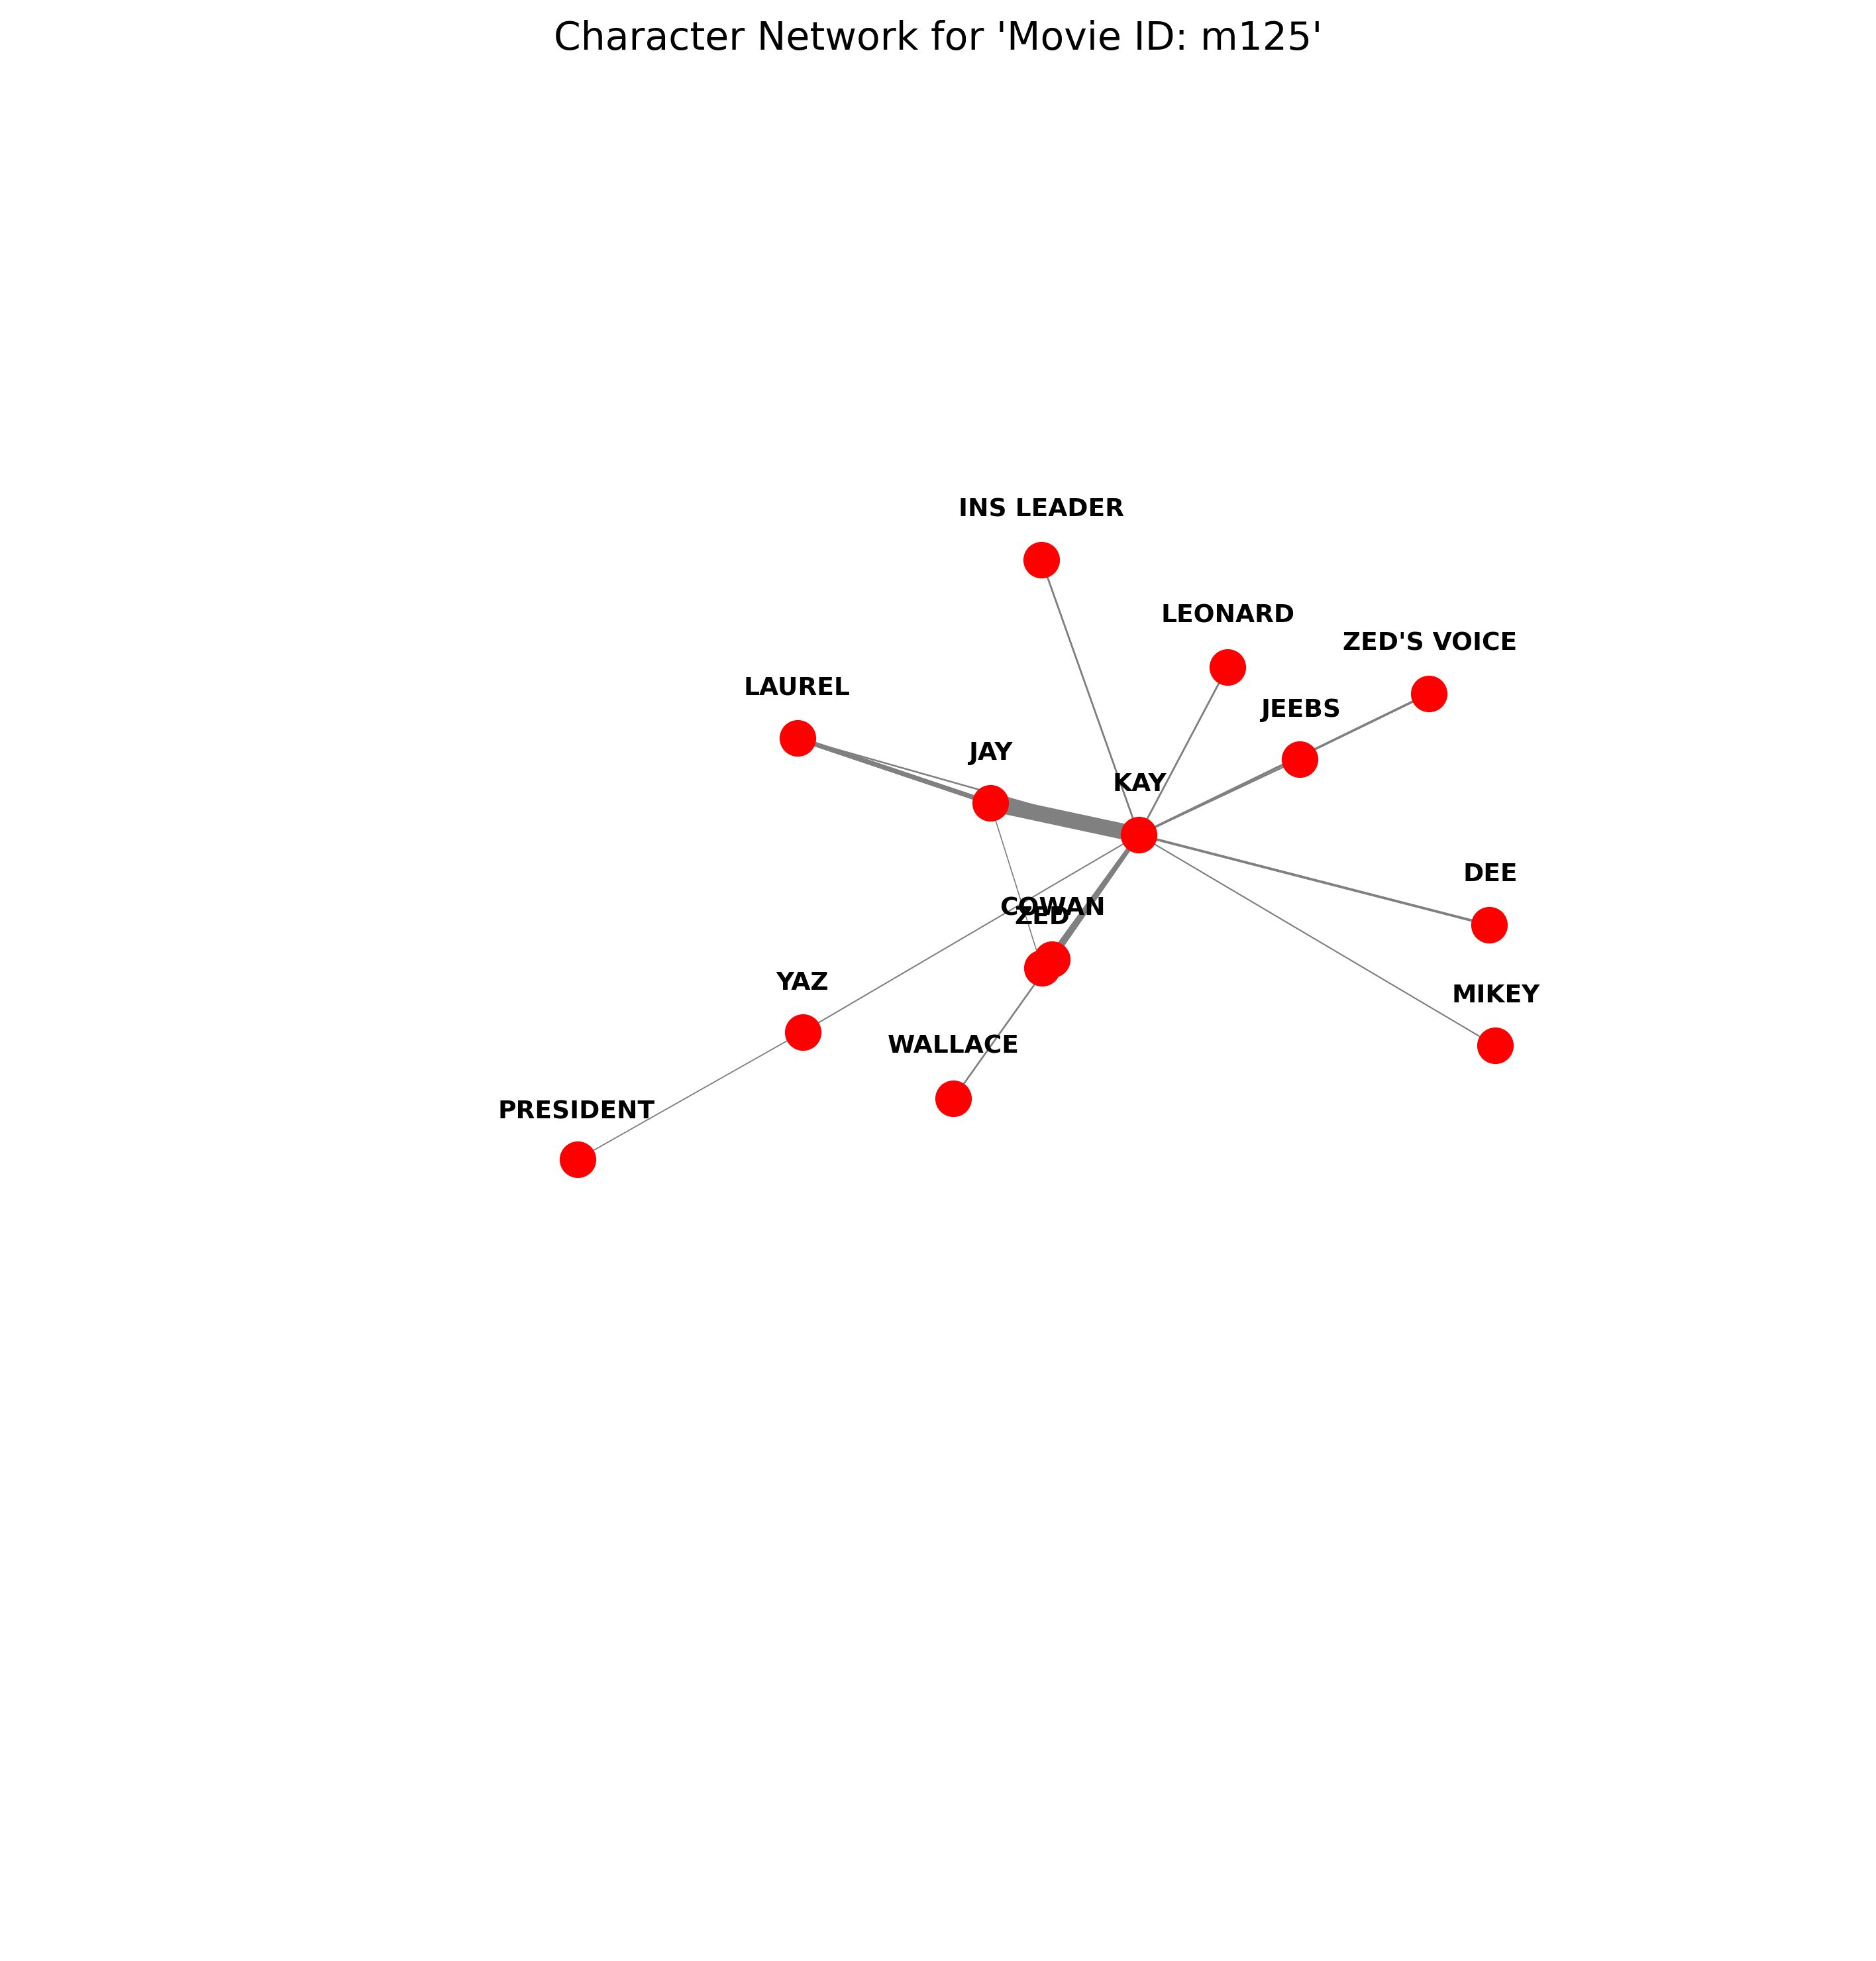 Character Network for 'Movie ID: m125'
INS LEADER
LEONARD
ZED'S VOICE
LAUREL
JEEBS
JAY
KAY
DEE
COWAN
ZED
YAZ
MIKEY
WALLACE
PRESIDENT